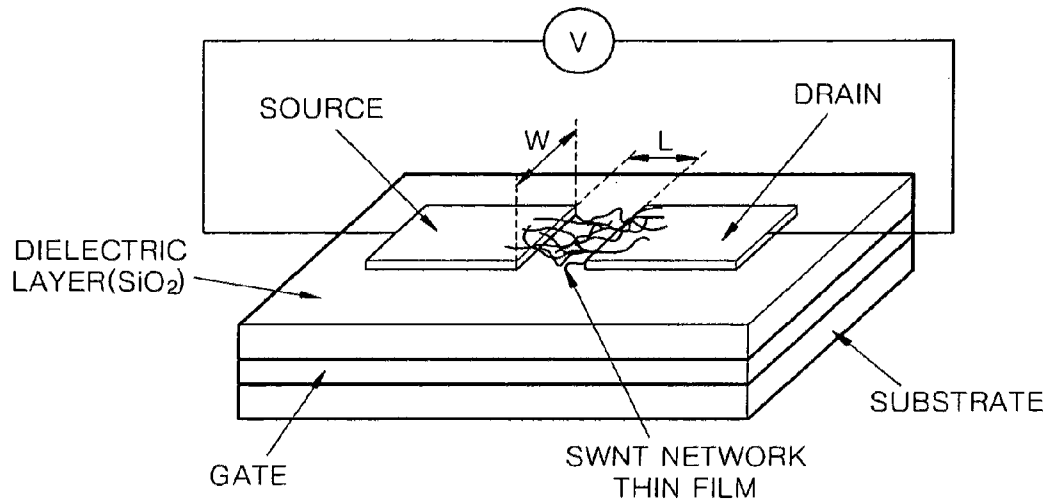 V
SOURCE
DRAIN
W
L
DIELECTRIC
LAYER(SiO₂)
SUBSTRATE
GATE
SWNT NETWORK
THIN FILM